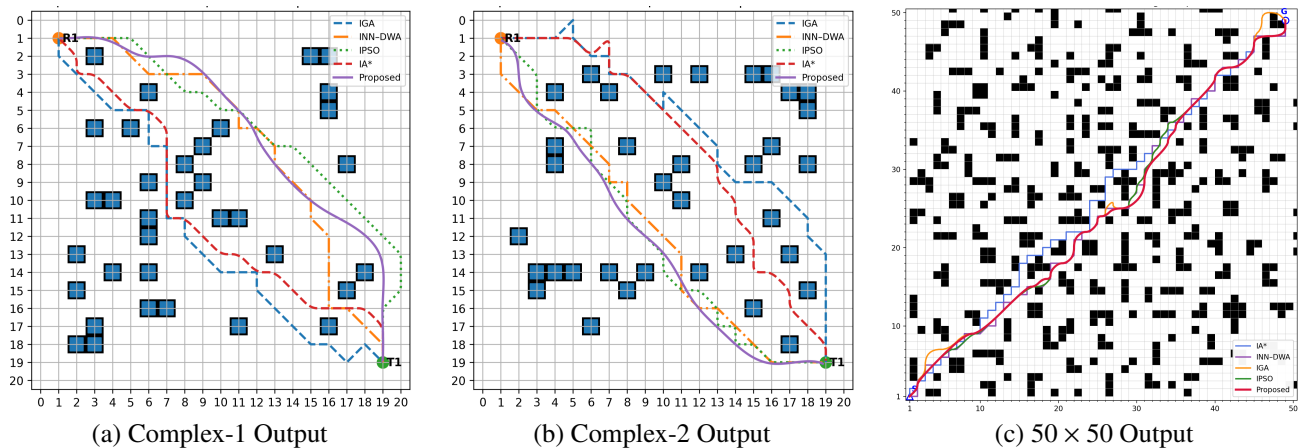 IGA
INN–DWA
IPSO
IA*
Proposed
R1
T1
0
1
2
3
4
5
6
7
8
9
10
11
12
13
14
15
16
17
18
19
20
0 1 2 3 4 5 6 7 8 9 10 11 12 13 14 15 16 17 18 19 20
(a) Complex-1 Output
IGA
INN–DWA
IPSO
IA*
Proposed
R1
T1
0
1
2
3
4
5
6
7
8
9
10
11
12
13
14
15
16
17
18
19
20
0 1 2 3 4 5 6 7 8 9 10 11 12 13 14 15 16 17 18 19 20
(b) Complex-2 Output
50
40
30
20
10
1
G
S
IA*
INN–DWA
IGA
IPSO
Proposed
1 10 20 30 40 50
(c) 50 × 50 Output